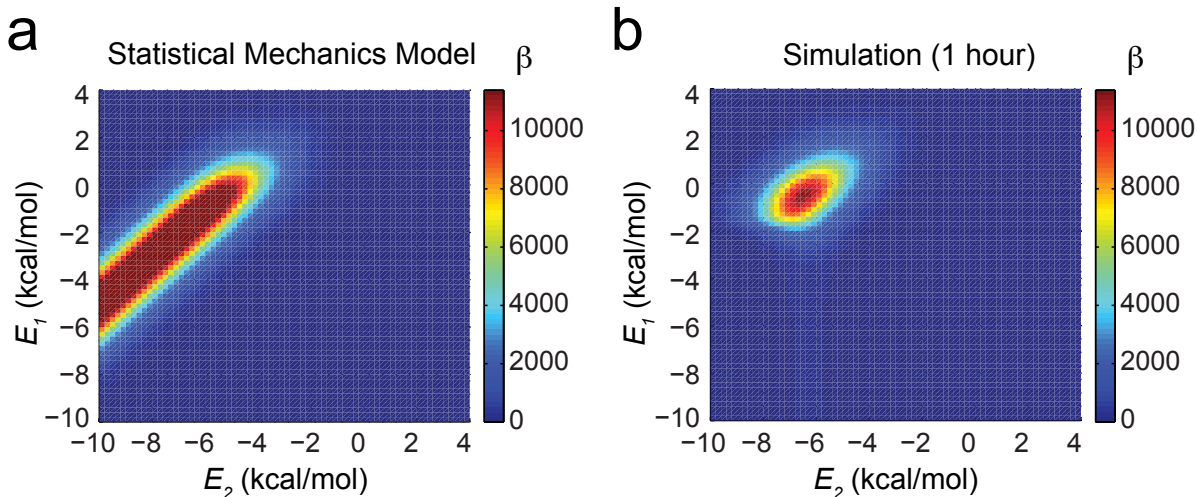 a
Statistical Mechanics Model
β
4
2
0
−2
−4
−6
−8
−10
E1 (kcal/mol)
−10 −8 −6 −4 −2 0 2 4
E2 (kcal/mol)
10000
8000
6000
4000
2000
0
b
Simulation (1 hour)
β
4
2
0
−2
−4
−6
−8
−10
E1 (kcal/mol)
−10 −8 −6 −4 −2 0 2 4
E2 (kcal/mol)
10000
8000
6000
4000
2000
0